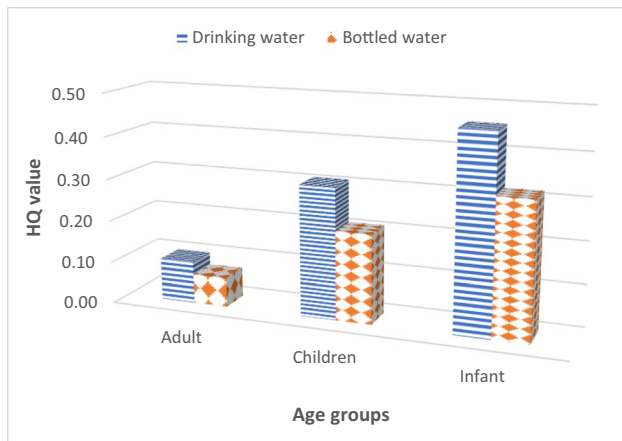 Drinking water Bottled water
0.50
0.40
0.30
0.20
0.10
0.00
HQ value
Adult
Children
Infant
Age groups